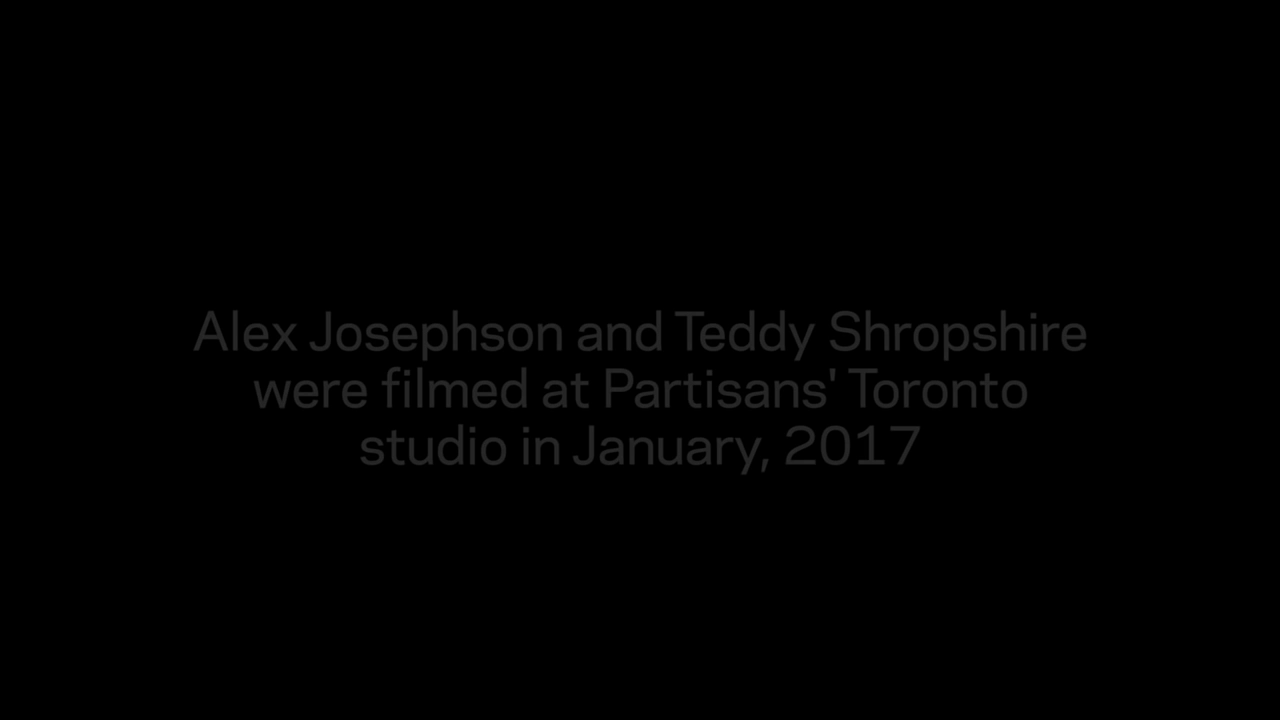 Alex Josephson and Teddy Shropshire
were filmed at Partisans' Toronto
studio in January, 2017